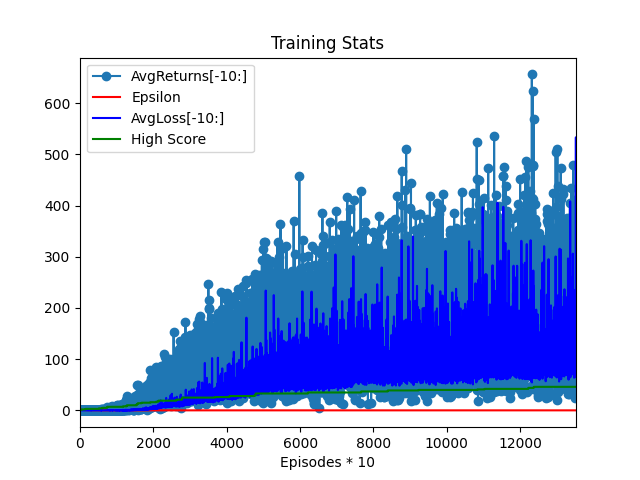 Training Stats
AvgReturns[-10:]
Epsilon
AvgLoss[-10:]
High Score
600
500
400
300
200
100
0
0 2000 4000 6000 8000 10000 12000
Episodes * 10